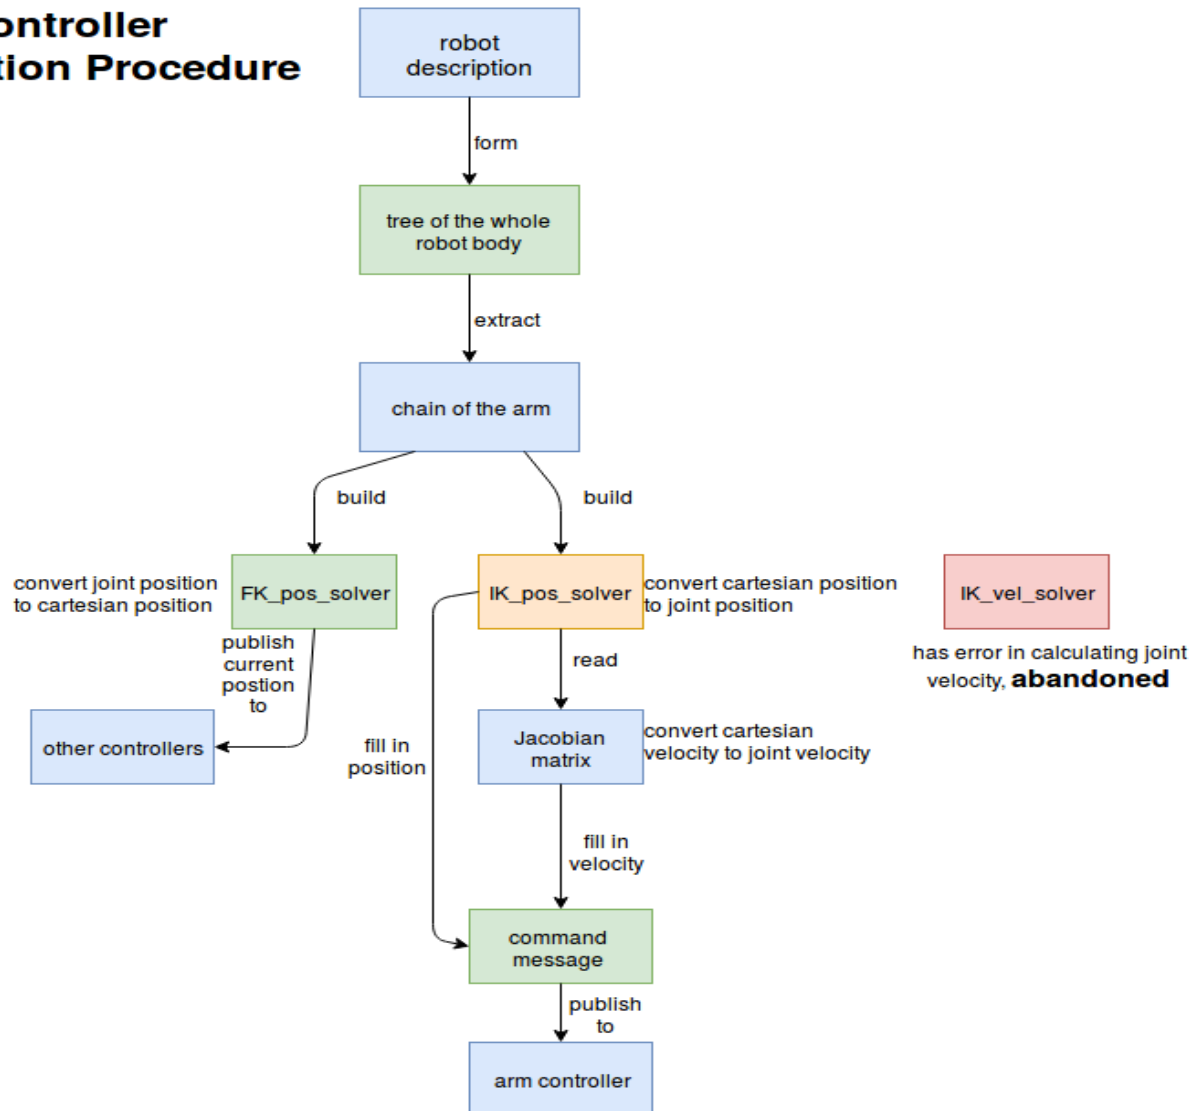 ontroller
tion Procedure
robot
description
form
tree of the whole
robot body
extract
chain of the arm
build
build
convert joint position
to cartesian position
FK_pos_solver
IK_pos_solver
convert cartesian position
to joint position
IK_vel_solver
has error in calculating joint
velocity, abandoned
publish
current
postion
to
read
other controllers
fill in
position
Jacobian
matrix
convert cartesian
velocity to joint velocity
fill in
velocity
command
message
publish
to
arm controller